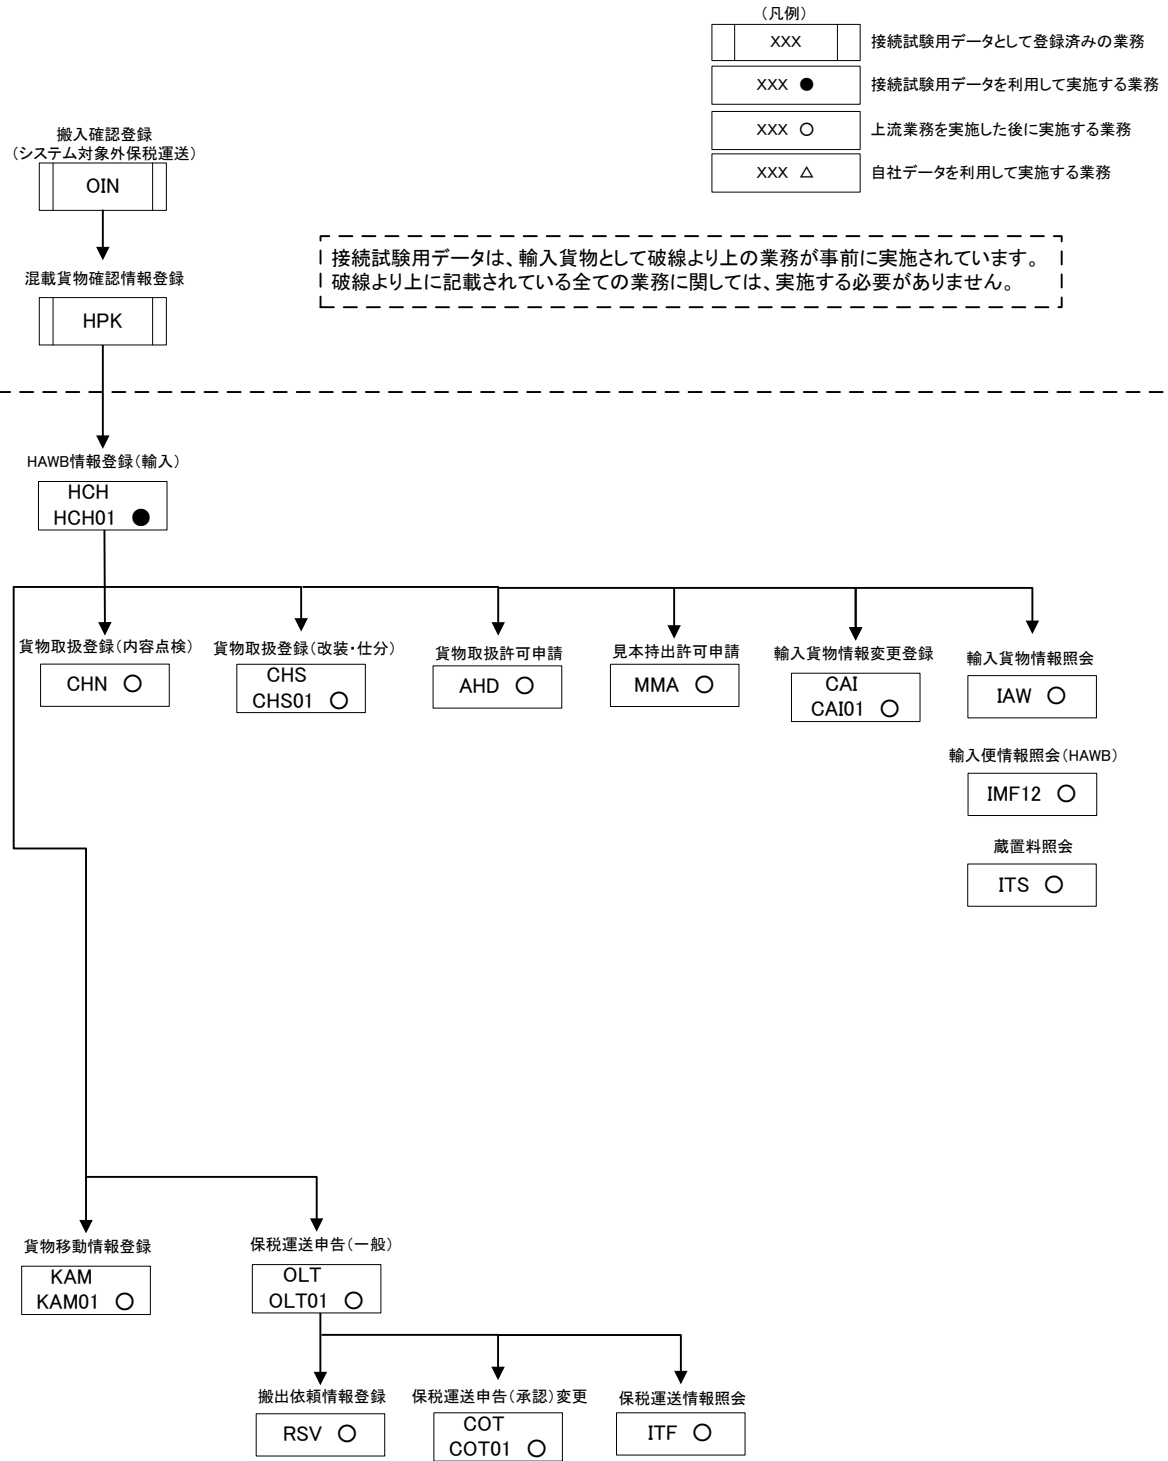 (凡例)
XXX
接続試験用データとして登録済みの業務
XXX ●
接続試験用データを利用して実施する業務
XXX ○
上流業務を実施した後に実施する業務
XXX △
自社データを利用して実施する業務
搬入確認登録
(システム対象外保税運送)
OIN
接続試験用データは、輸入貨物として破線より上の業務が事前に実施されています。
破線より上に記載されている全ての業務に関しては、実施する必要がありません。
混載貨物確認情報登録
HPK
HAWB情報登録(輸入)
HCH
HCH01 ●
貨物取扱登録(内容点検)
CHN ○
貨物取扱登録(改装・仕分)
CHS
CHS01 ○
貨物取扱許可申請
AHD ○
見本持出許可申請
MMA ○
輸入貨物情報変更登録
CAI
CAI01 ○
輸入貨物情報照会
IAW ○
輸入便情報照会(HAWB)
IMF12 ○
蔵置料照会
ITS ○
貨物移動情報登録
KAM
KAM01 ○
保税運送申告(一般)
OLT
OLT01 ○
搬出依頼情報登録
RSV ○
保税運送申告(承認)変更
COT
COT01 ○
保税運送情報照会
ITF ○